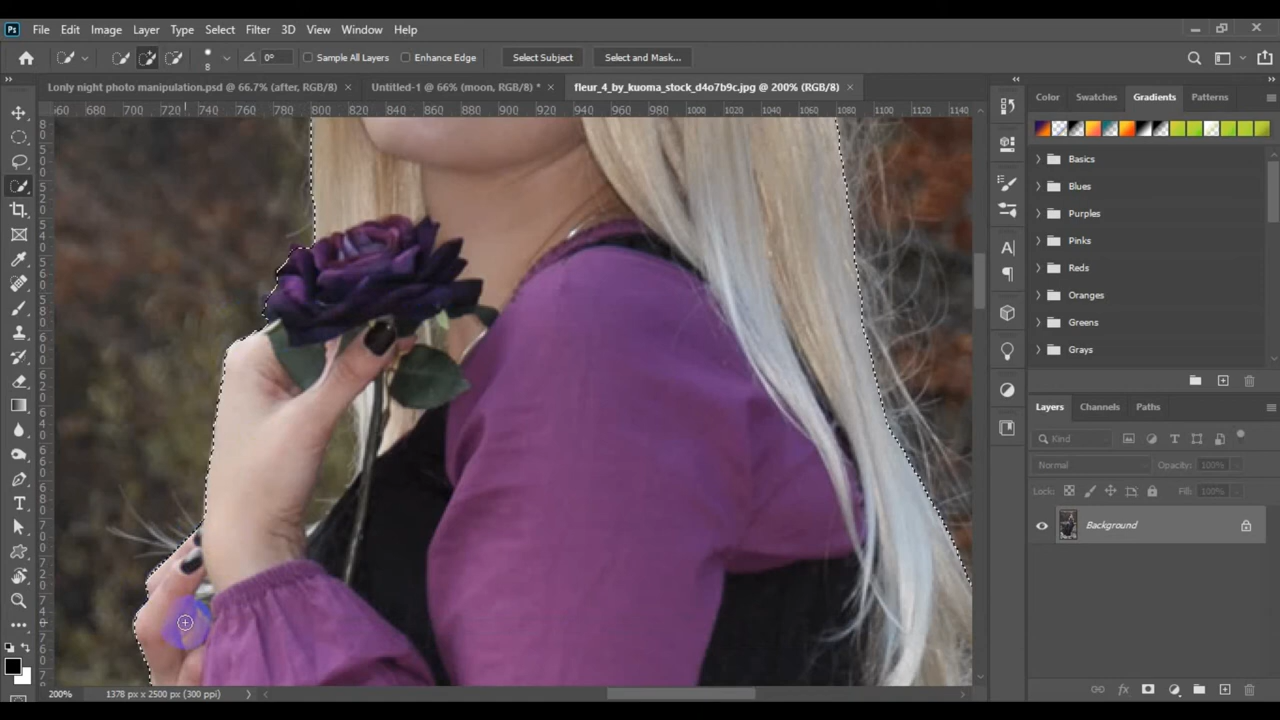 Ps File Edit Image Layer Type Select Filter 3D View Window Help
8 0° Sample All Layers Enhance Edge Select Subject Select and Mask...
Lonly night photo manipulation.psd @ 66.7% (after, RGB/8) × Untitled-1 @ 66% (moon, RGB/8) * × fleur_4_by_kuoma_stock_d4o7b9c.jpg @ 200% (RGB/8) ×
Color Swatches Gradients Patterns
660 680 700 720 740 760 780 800 820 840 860 880 900 920 940 960 980 1000 1020 1040 1060 1080 1100 1120 1140
Basics
Blues
Purples
Pinks
Reds
Oranges
Greens
Grays
Layers Channels Paths
Kind
Normal Opacity: 100%
Lock: Fill: 100%
Background
200% 1378 px x 2500 px (300 ppi)